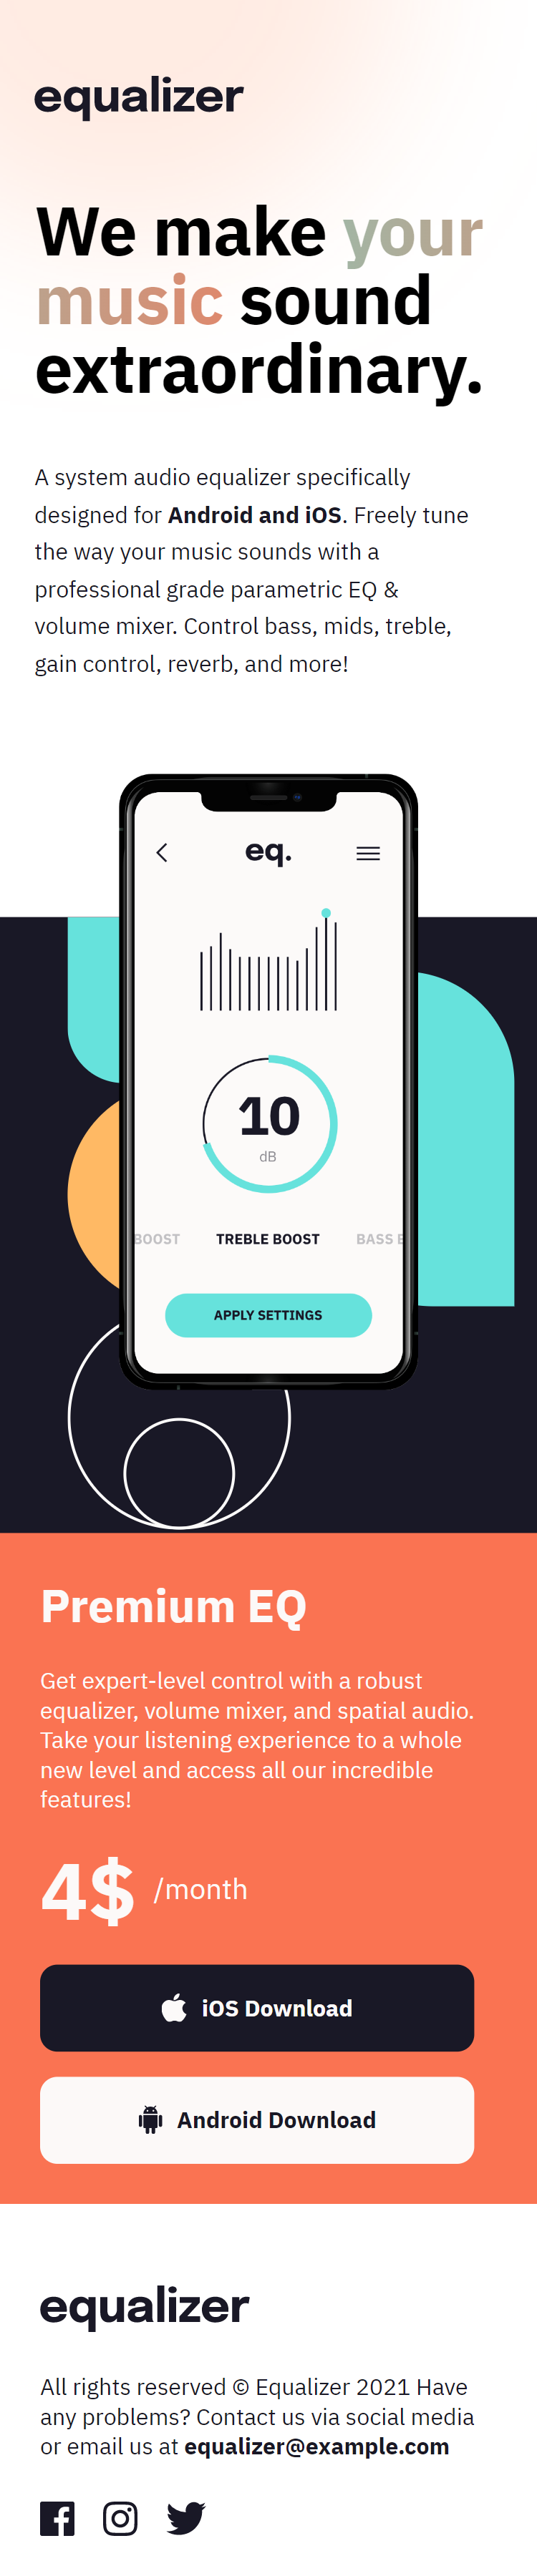 equalizer
We make your
music sound
extraordinary.
A system audio equalizer specifically
designed for Android and iOS. Freely tune
the way your music sounds with a
professional grade parametric EQ &
volume mixer. Control bass, mids, treble,
gain control, reverb, and more!
eq.
10
dB
BOOST TREBLE BOOST BASS B
APPLY SETTINGS
Premium EQ
Get expert-level control with a robust
equalizer, volume mixer, and spatial audio.
Take your listening experience to a whole
new level and access all our incredible
features!
4$ /month
iOS Download
Android Download
equalizer
All rights reserved © Equalizer 2021 Have
any problems? Contact us via social media
or email us at equalizer@example.com